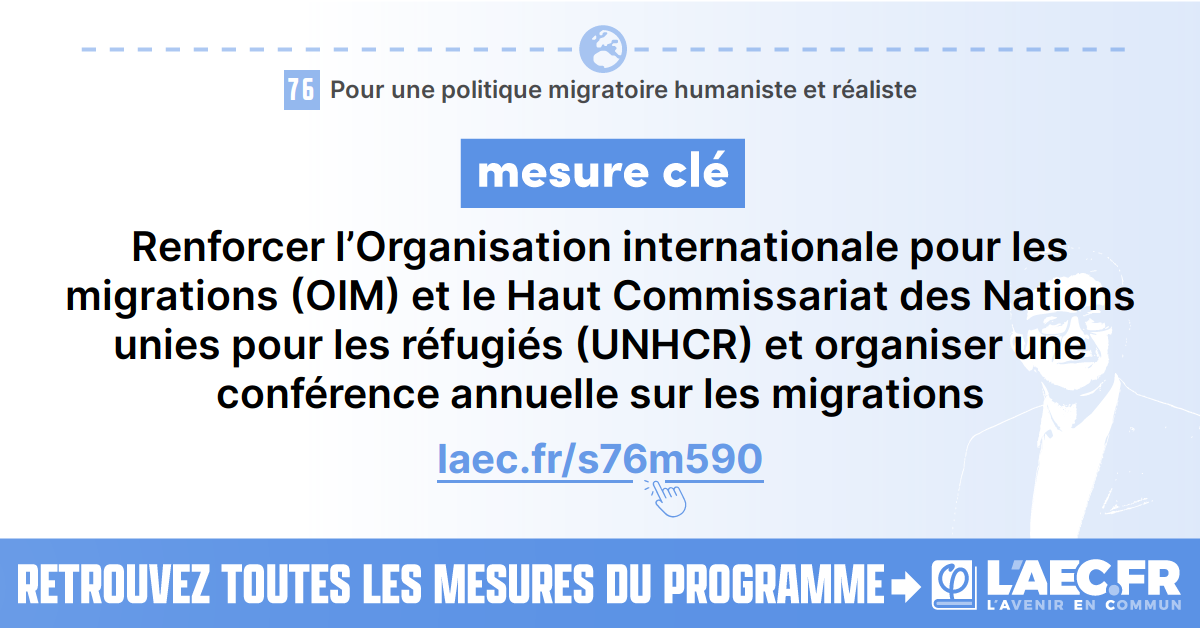 76 Pour une politique migratoire humaniste et réaliste
mesure clé
Renforcer l’Organisation internationale pour les
migrations (OIM) et le Haut Commissariat des Nations
unies pour les réfugiés (UNHCR) et organiser une
conférence annuelle sur les migrations
laec.fr/s76m590
RETROUVEZ TOUTES LES MESURES DU PROGRAMME
φ L'AEC.FR
L'AVENIR EN COMMUN